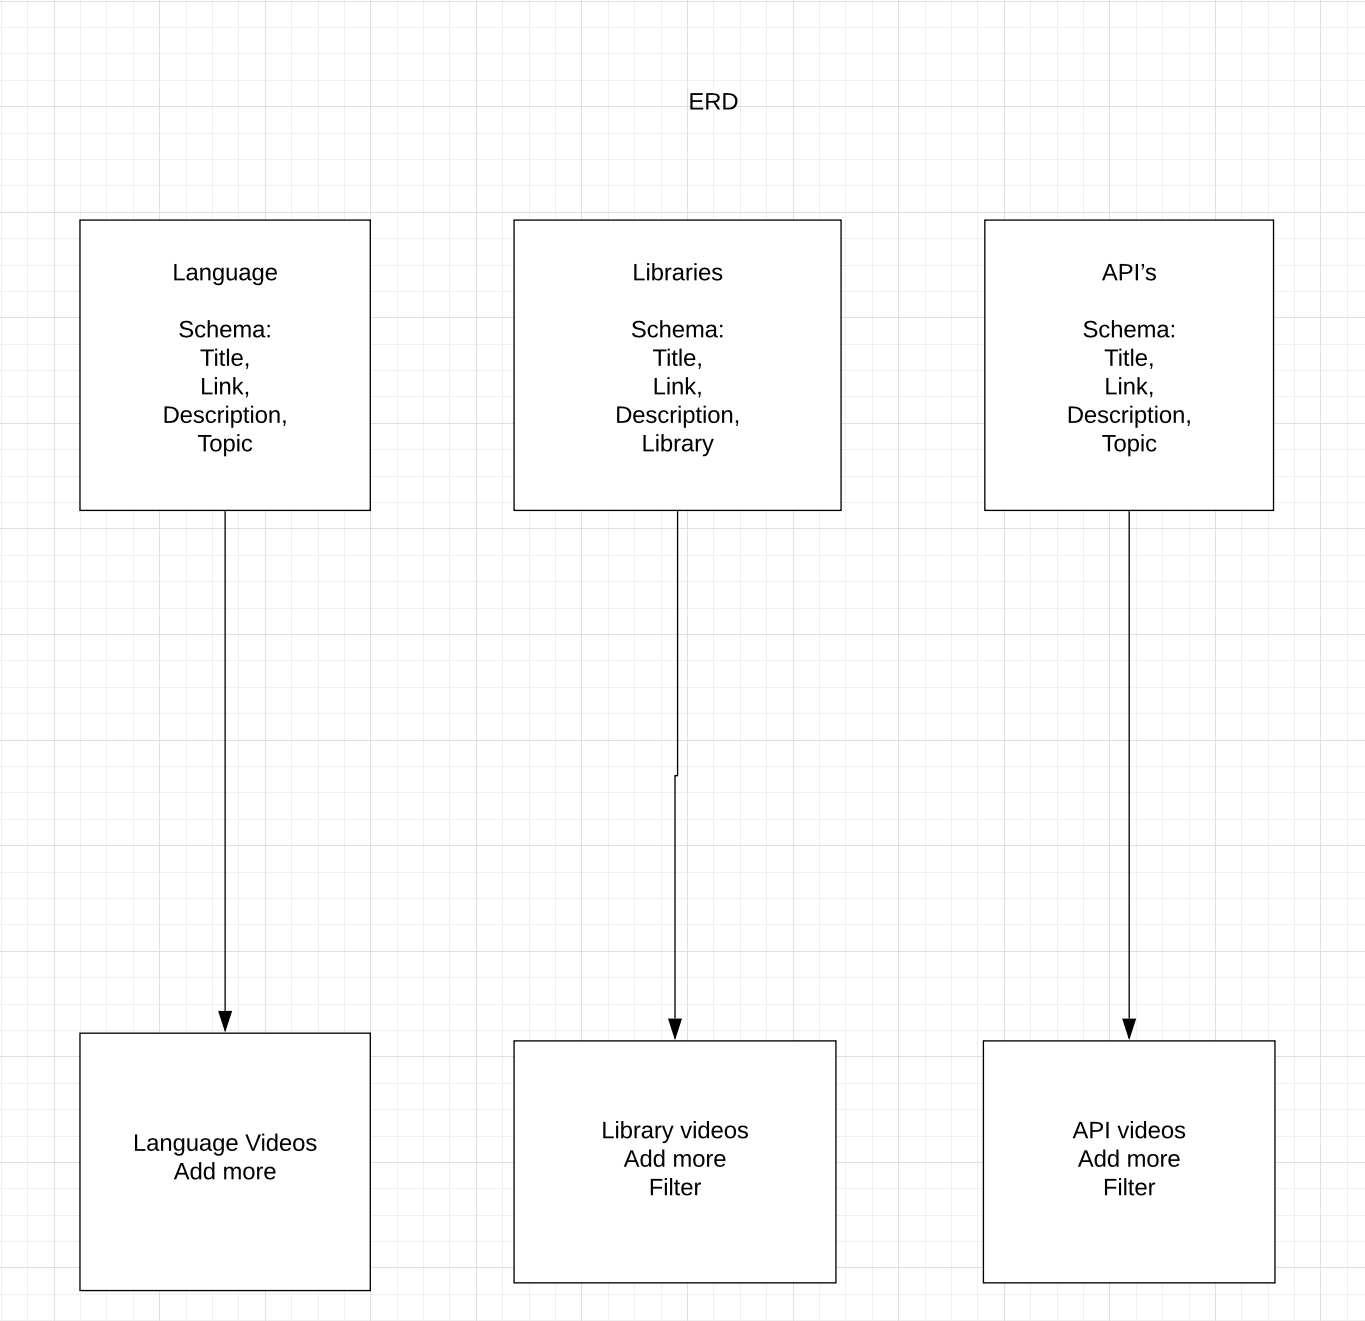 ERD
Language
Schema:
Title,
Link,
Description,
Topic
Libraries
Schema:
Title,
Link,
Description,
Library
API’s
Schema:
Title,
Link,
Description,
Topic
Language Videos
Add more
Library videos
Add more
Filter
API videos
Add more
Filter